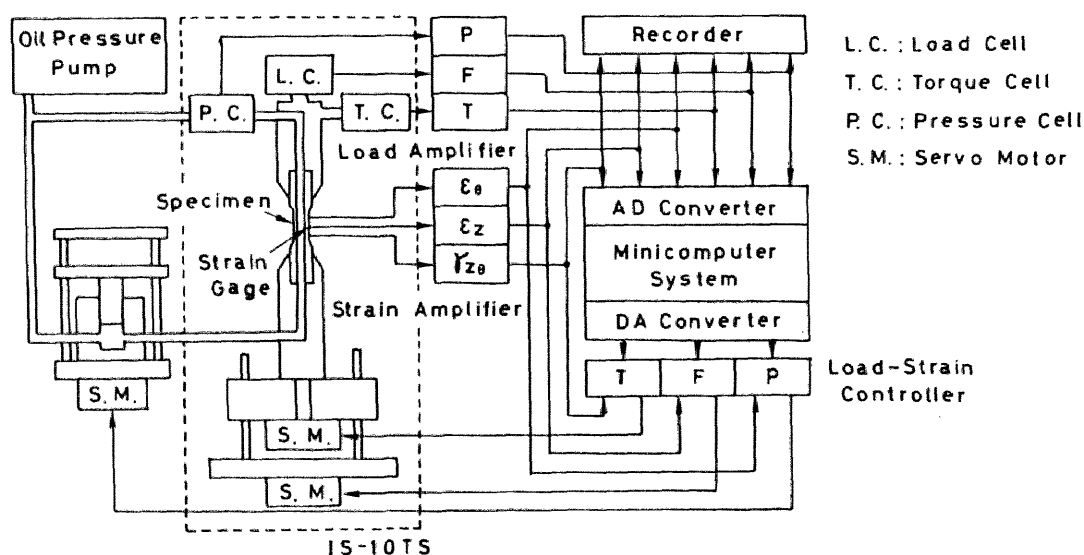 Oil Pressure
Pump
P. C.
L. C.
T. C.
P
F
T
Load Amplifier
Recorder
L. C. : Load Cell
T. C. : Torque Cell
P. C. : Pressure Cell
S. M. : Servo Motor
Specimen
Strain
Gage
εθ
εz
γzθ
Strain Amplifier
AD Converter
Minicomputer
System
DA Converter
T
F
P
Load-Strain
Controller
S. M.
S. M.
S. M.
IS-10TS